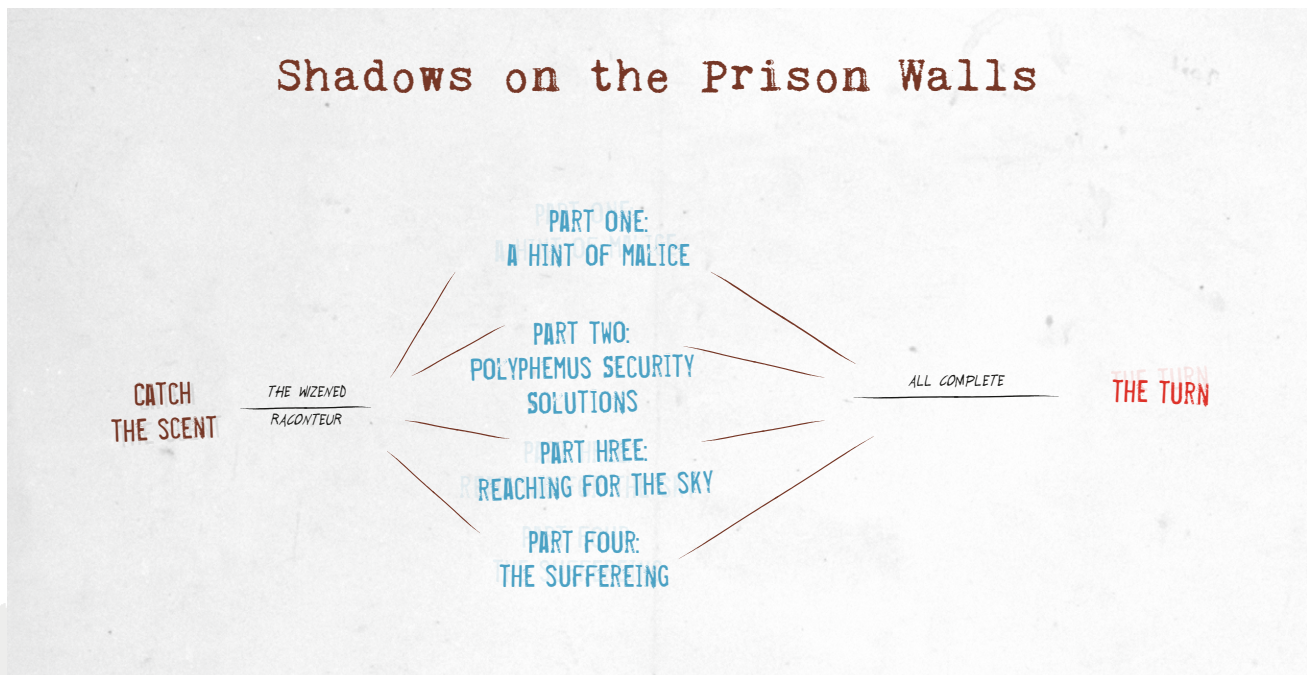 Shadows on the Prison Walls
PART ONE:
A HINT OF MALICE
PART TWO:
POLYPHEMUS SECURITY
SOLUTIONS
CATCH
THE SCENT
THE WIZENED
RACONTEUR
ALL COMPLETE
THE TURN
PART HREE:
REACHING FOR THE SKY
PART FOUR:
THE SUFFEREING